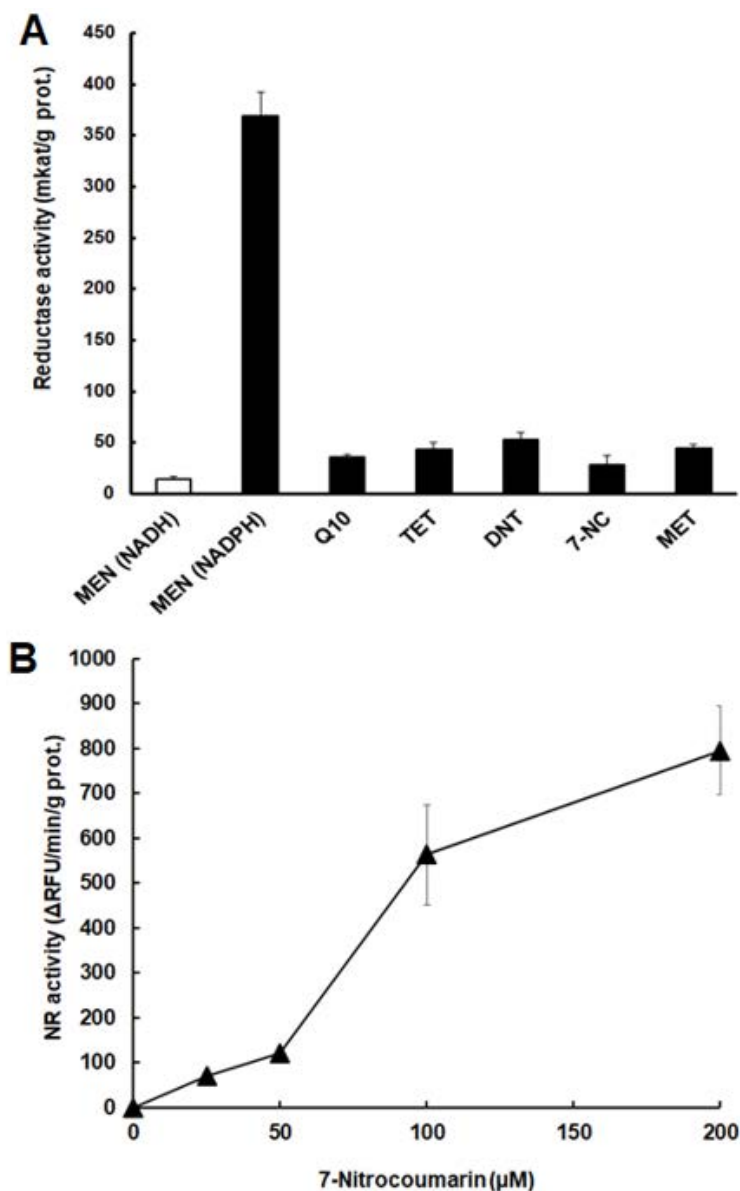 A
Reductase activity (mkat/g prot.)
450
400
350
300
250
200
150
100
50
0
MEN (NADH)
MEN (NADPH)
Q10
TET
DNT
7-NC
MET
B
NR activity (ΔRFU/min/g prot.)
1000
900
800
700
600
500
400
300
200
100
0
0 50 100 150 200
7-Nitrocoumarin (µM)